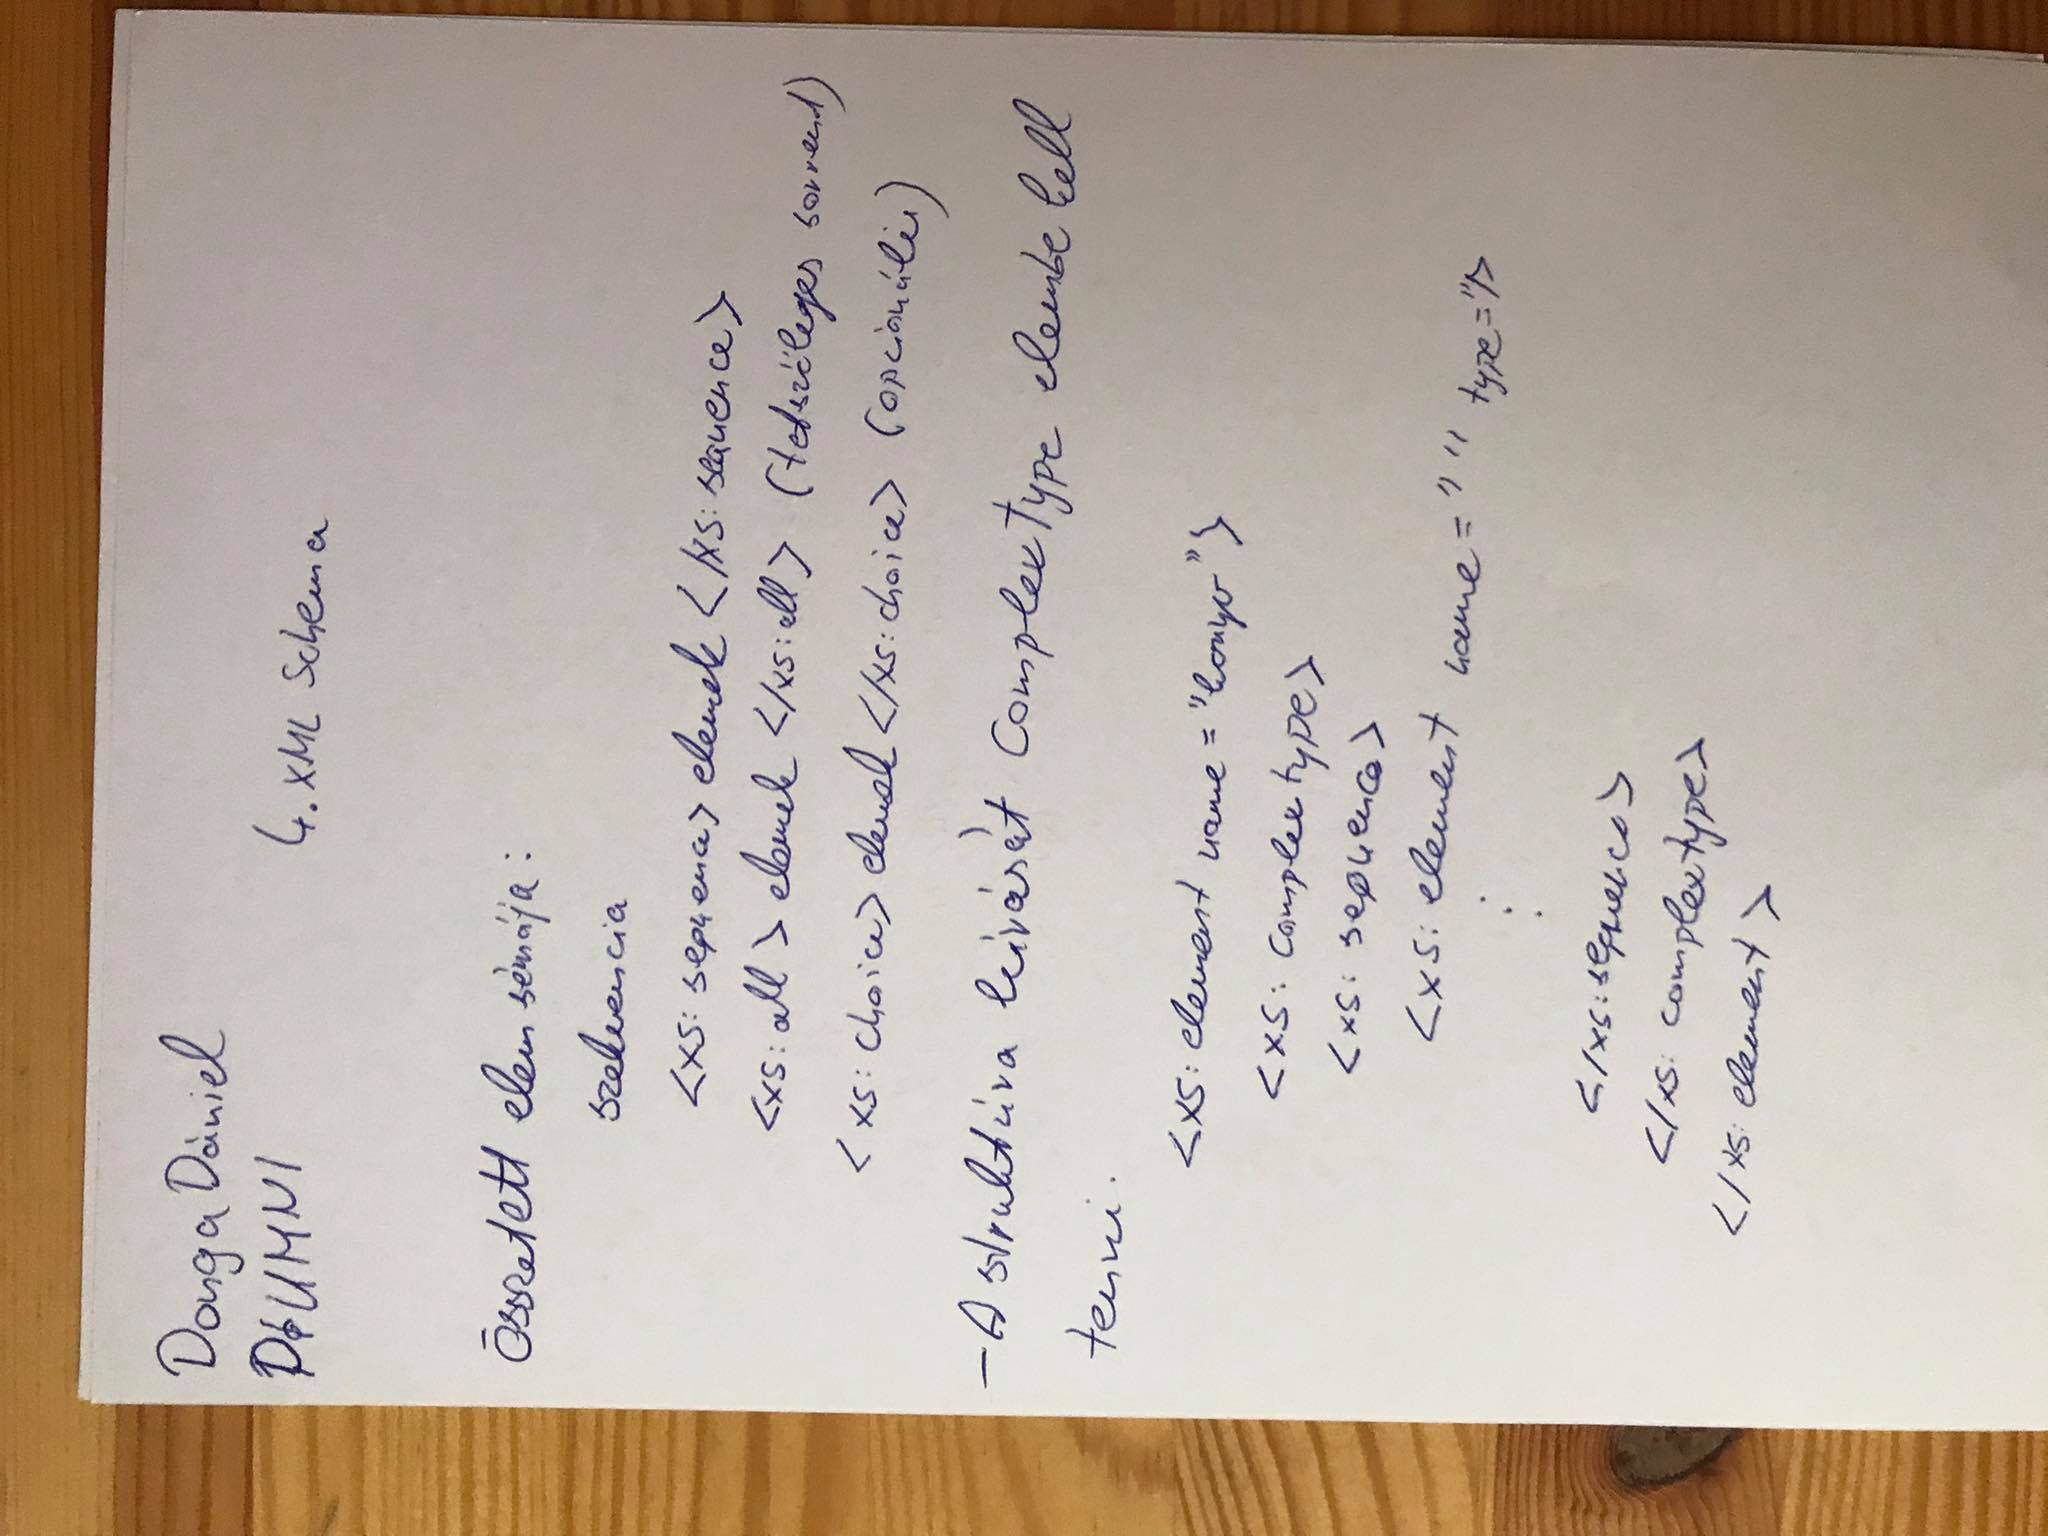 Donga Dániel
4. XML Schema
Összetett elem sémája:
szekvencia
<xs: sequence> elemek </xs: sequence>
<xs: all> elemek </xs: all> (tetszőleges sorrend)
<xs: choice> elemek </xs: choice> (opcionális)
- A struktúra leírását Complextype elembe kell
tenni.
<xs: element name = "konyv">
<xs: complextype>
<xs: sequence>
<xs: element name = " " type="/>
</xs: sequence>
</xs: complextype>
</xs: element>